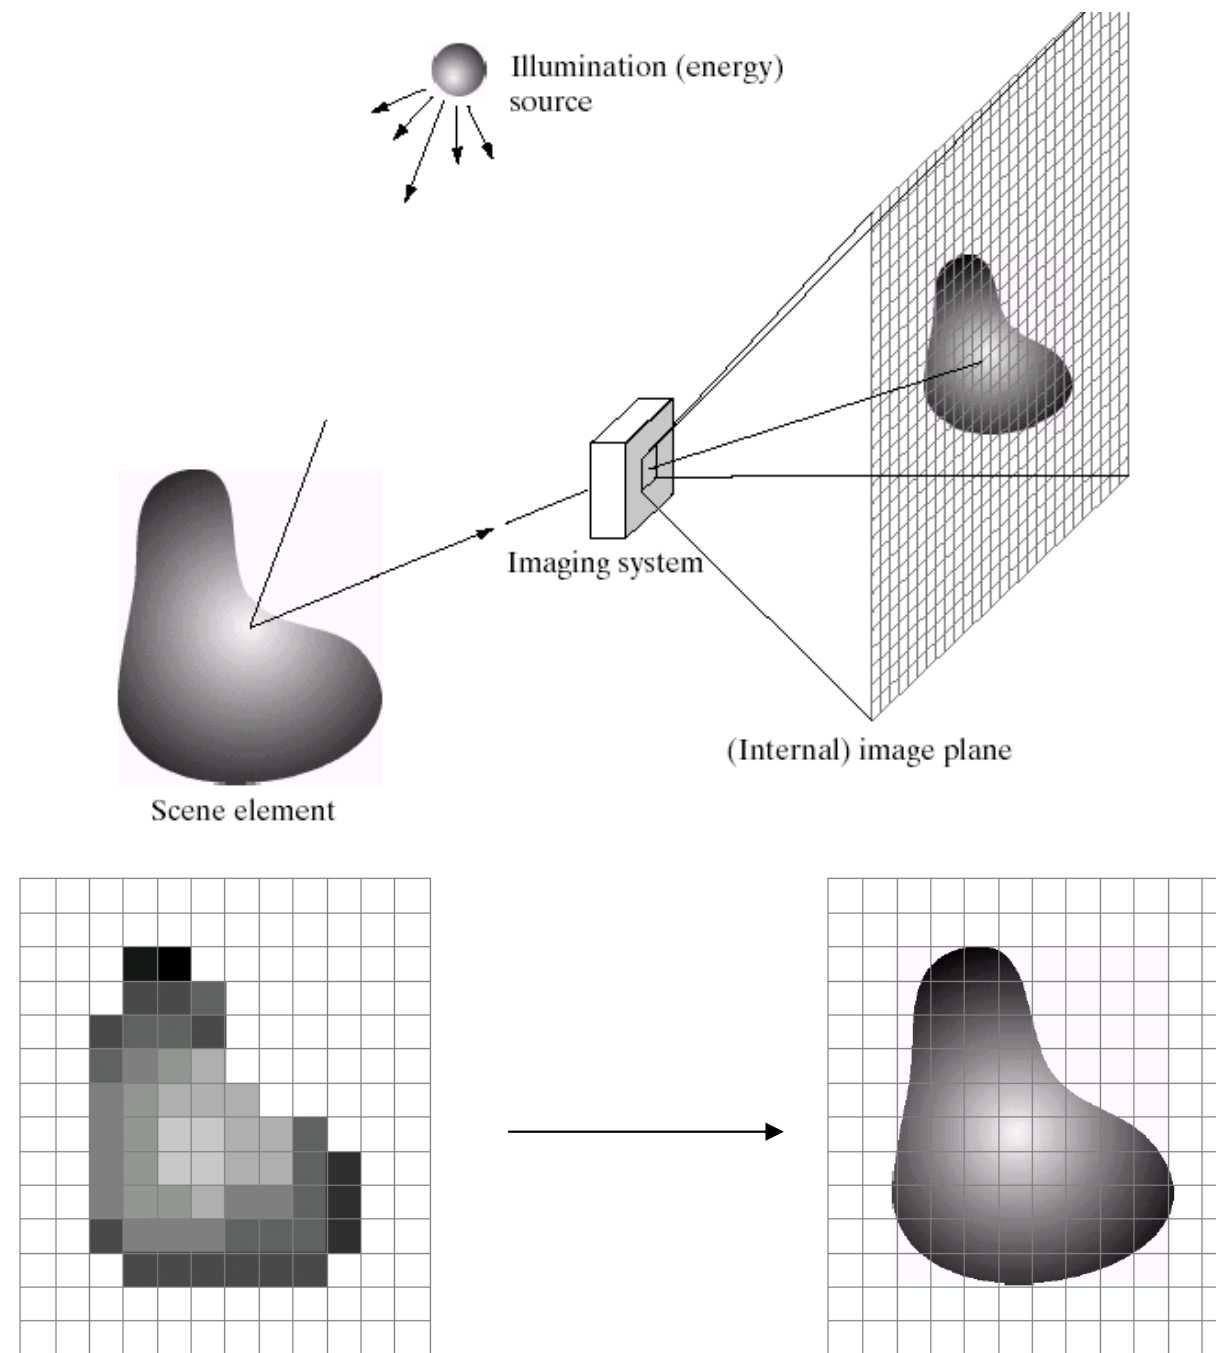 Illumination (energy)
source
Imaging system
(Internal) image plane
Scene element